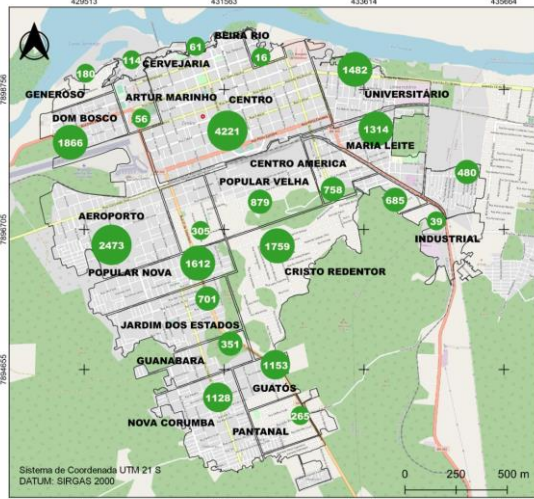 429513 431563 433614 435664
BEIRA RIO
61
114
16
CERVEJARIA
180
1482
7898756
GENEROSO
ARTUR MARINHO
CENTRO
UNIVERSITÁRIO
DOM BOSCO
56
4221
1314
1866
MARIA LEITE
CENTRO AMERICA
480
POPULAR VELHA
758
879
685
AEROPORTO
39
7896705
305
INDUSTRIAL
2473
1759
POPULAR NOVA
1612
CRISTO REDENTOR
701
JARDIM DOS ESTADOS
351
GUANABARA
7894655
1153
GUATÓS
1128
265
NOVA CORUMBA
PANTANAL
Sistema de Coordenada UTM 21 S
DATUM: SIRGAS 2000
0 250 500 m